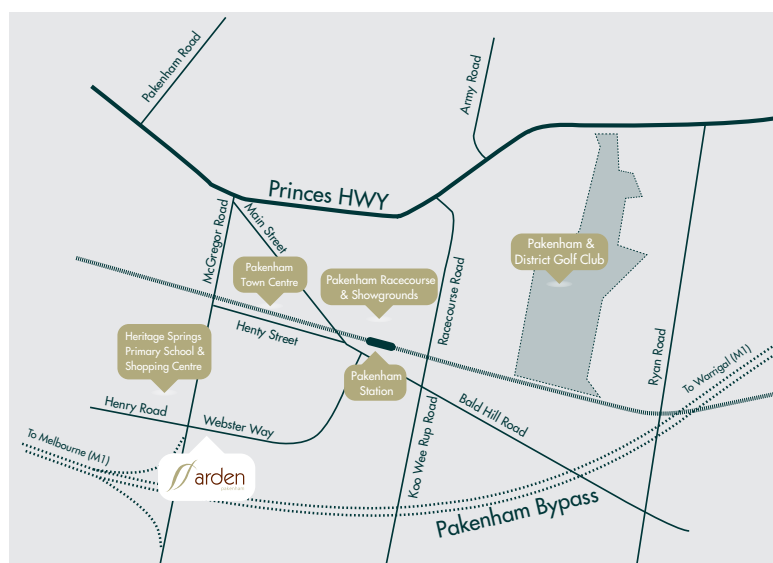 Pakenham Road
Army Road
Princes HWY
McGregor Road
Main Street
Pakenham &
District Golf Club
Pakenham
Town Centre
Pakenham Racecourse
& Showgrounds
Racecourse Road
Henty Street
Heritage Springs
Primary School &
Shopping Centre
Pakenham
Station
Ryan Road
To Warrigal (M1)
Henry Road
Webster Way
Bald Hill Road
Koo Wee Rup Road
To Melbourne (M1)
arden
Pakenham Bypass